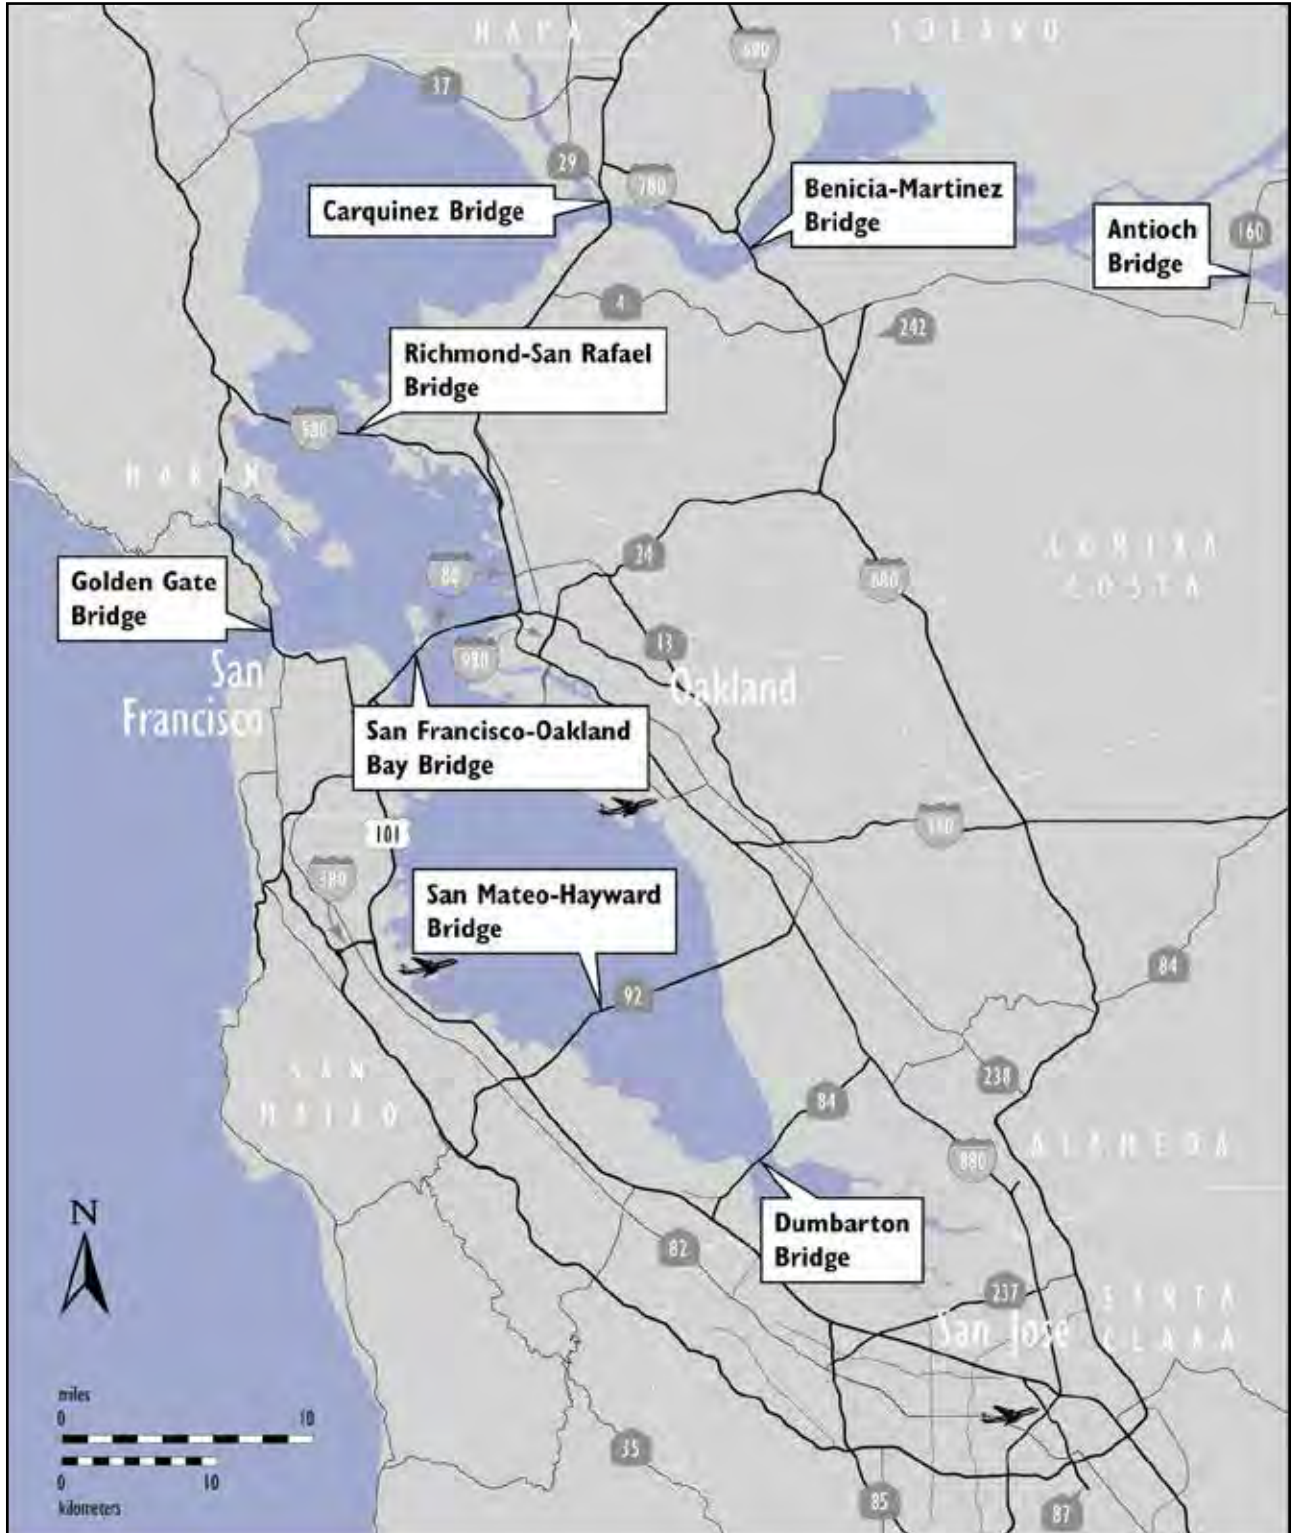 NAPA
SOLANO
680
37
29
780
Carquinez Bridge
Benicia-Martinez
Bridge
Antioch
Bridge
160
4
242
Richmond-San Rafael
Bridge
580
MARIN
24
CONTRA
COSTA
80
680
Golden Gate
Bridge
13
980
San
Francisco
Oakland
San Francisco-Oakland
Bay Bridge
101
580
380
San Mateo-Hayward
Bridge
92
84
SAN
MATEO
238
84
880
ALAMEDA
N
Dumbarton
Bridge
82
237
SANTA
CLARA
San Jose
miles
0 10
0 10
kilometers
35
85
87